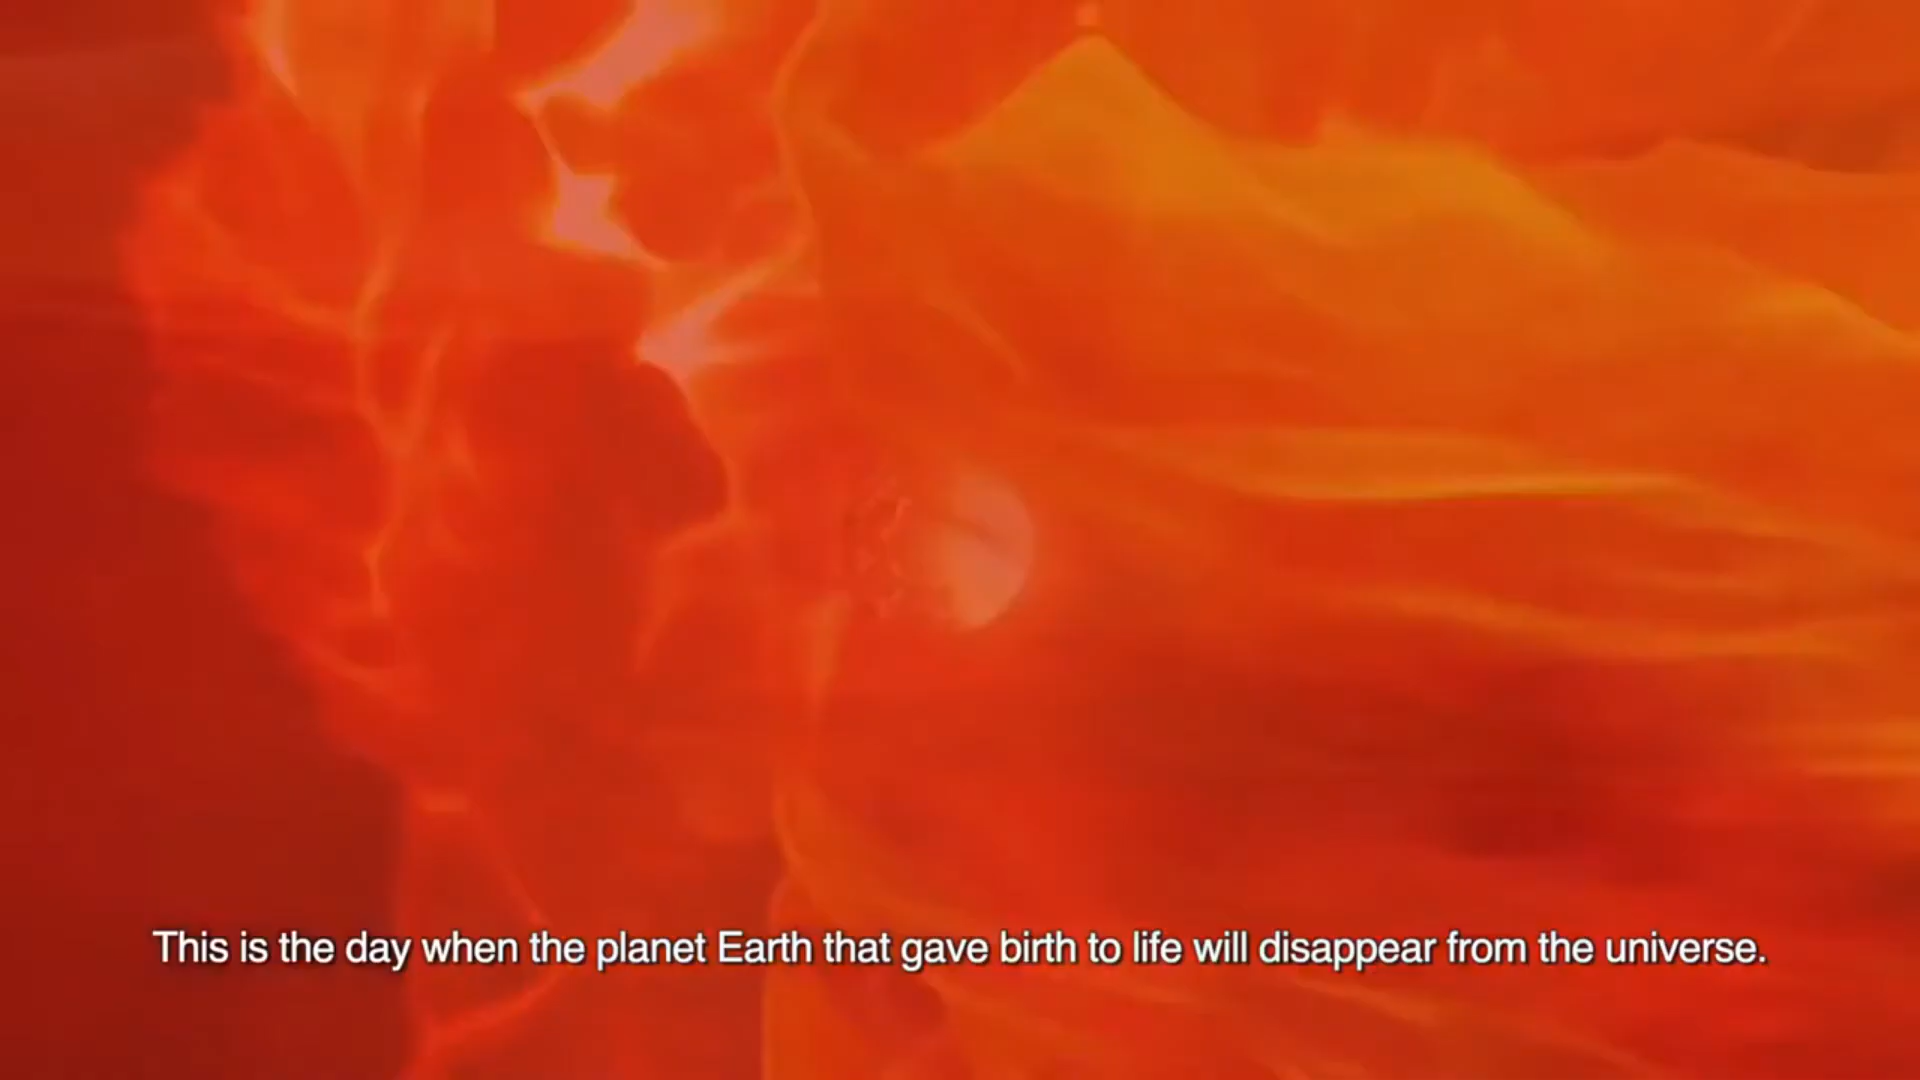 This is the day when the planet Earth that gave birth to life will disappear from the universe.